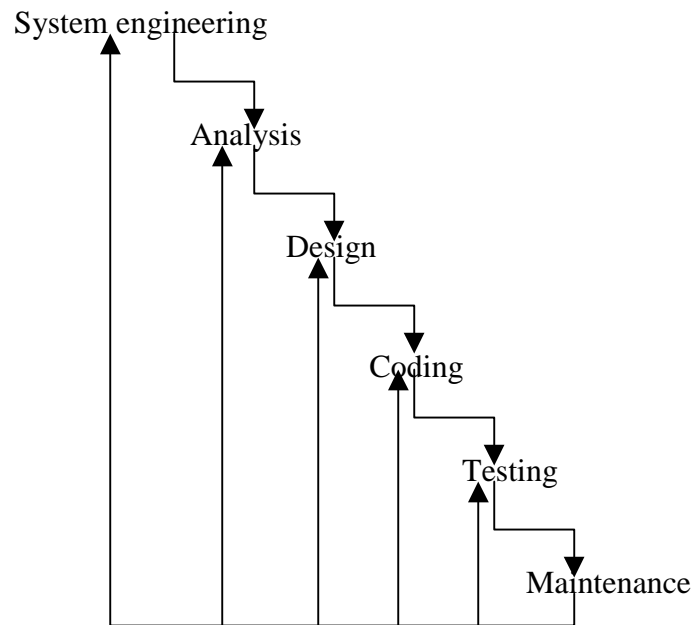 System engineering
Analysis
Design
Coding
Testing
Maintenance